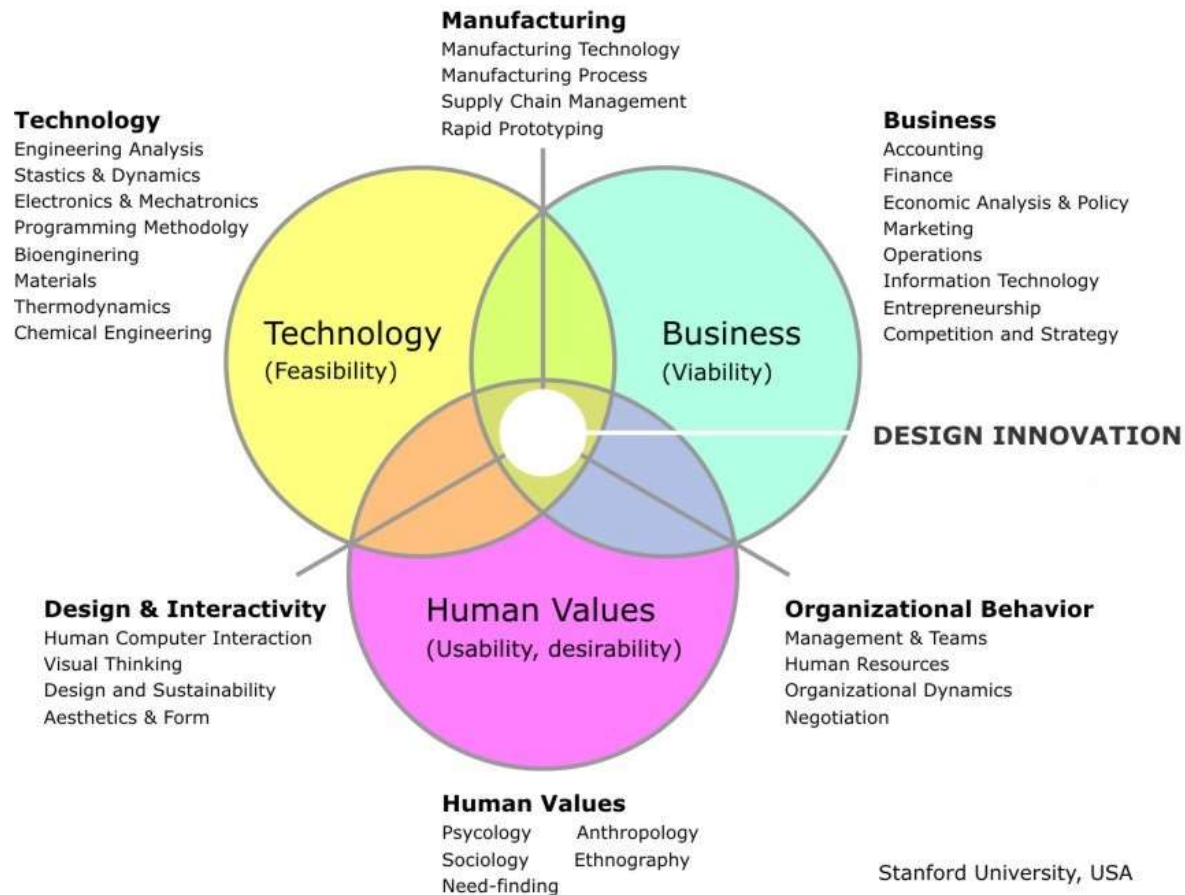 Manufacturing
Manufacturing Technology
Manufacturing Process
Supply Chain Management
Rapid Prototyping
Technology
Engineering Analysis
Stastics & Dynamics
Electronics & Mechatronics
Programming Methodolgy
Bioenginering
Materials
Thermodynamics
Chemical Engineering
Business
Accounting
Finance
Economic Analysis & Policy
Marketing
Operations
Information Technology
Entrepreneurship
Competition and Strategy
Technology
(Feasibility)
Business
(Viability)
DESIGN INNOVATION
Design & Interactivity
Human Computer Interaction
Visual Thinking
Design and Sustainability
Aesthetics & Form
Human Values
(Usability, desirability)
Organizational Behavior
Management & Teams
Human Resources
Organizational Dynamics
Negotiation
Human Values
Psycology Anthropology
Sociology Ethnography
Need-finding
Stanford University, USA